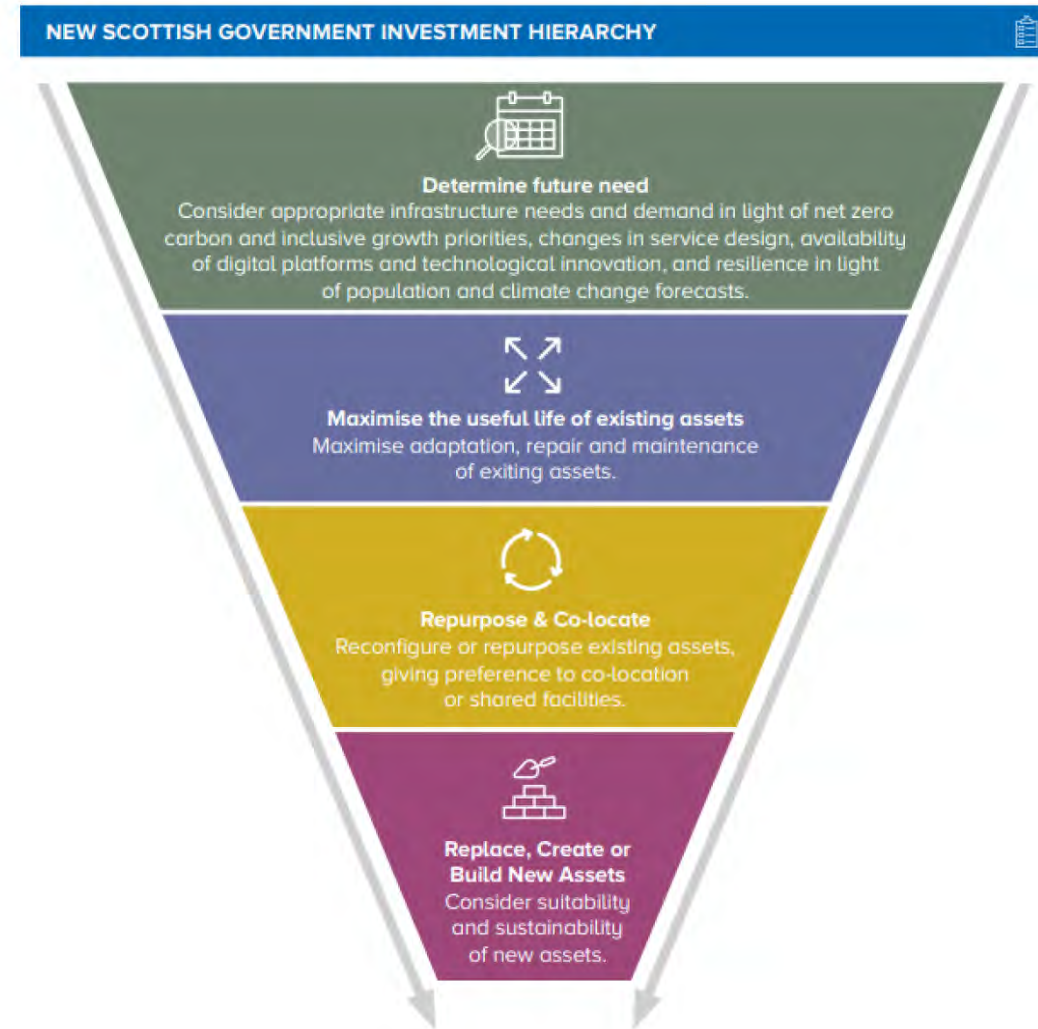 NEW SCOTTISH GOVERNMENT INVESTMENT HIERARCHY
Determine future need
Consider appropriate infrastructure needs and demand in light of net zero
carbon and inclusive growth priorities, changes in service design, availability
of digital platforms and technological innovation, and resilience in light
of population and climate change forecasts.
Maximise the useful life of existing assets
Maximise adaptation, repair and maintenance
of exiting assets.
Repurpose & Co-locate
Reconfigure or repurpose existing assets,
giving preference to co-location
or shared facilities.
Replace, Create or
Build New Assets
Consider suitability
and sustainability
of new assets.